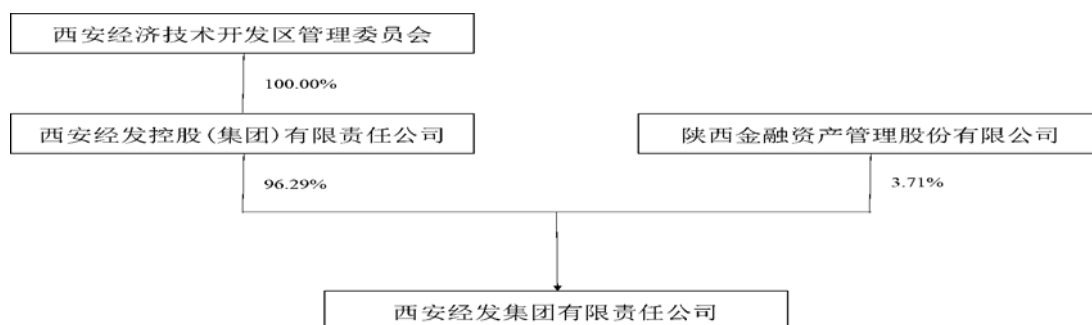 西安经济技术开发区管理委员会
100.00%
西安经发控股(集团)有限责任公司
陕西金融资产管理股份有限公司
96.29%
3.71%
西安经发集团有限责任公司